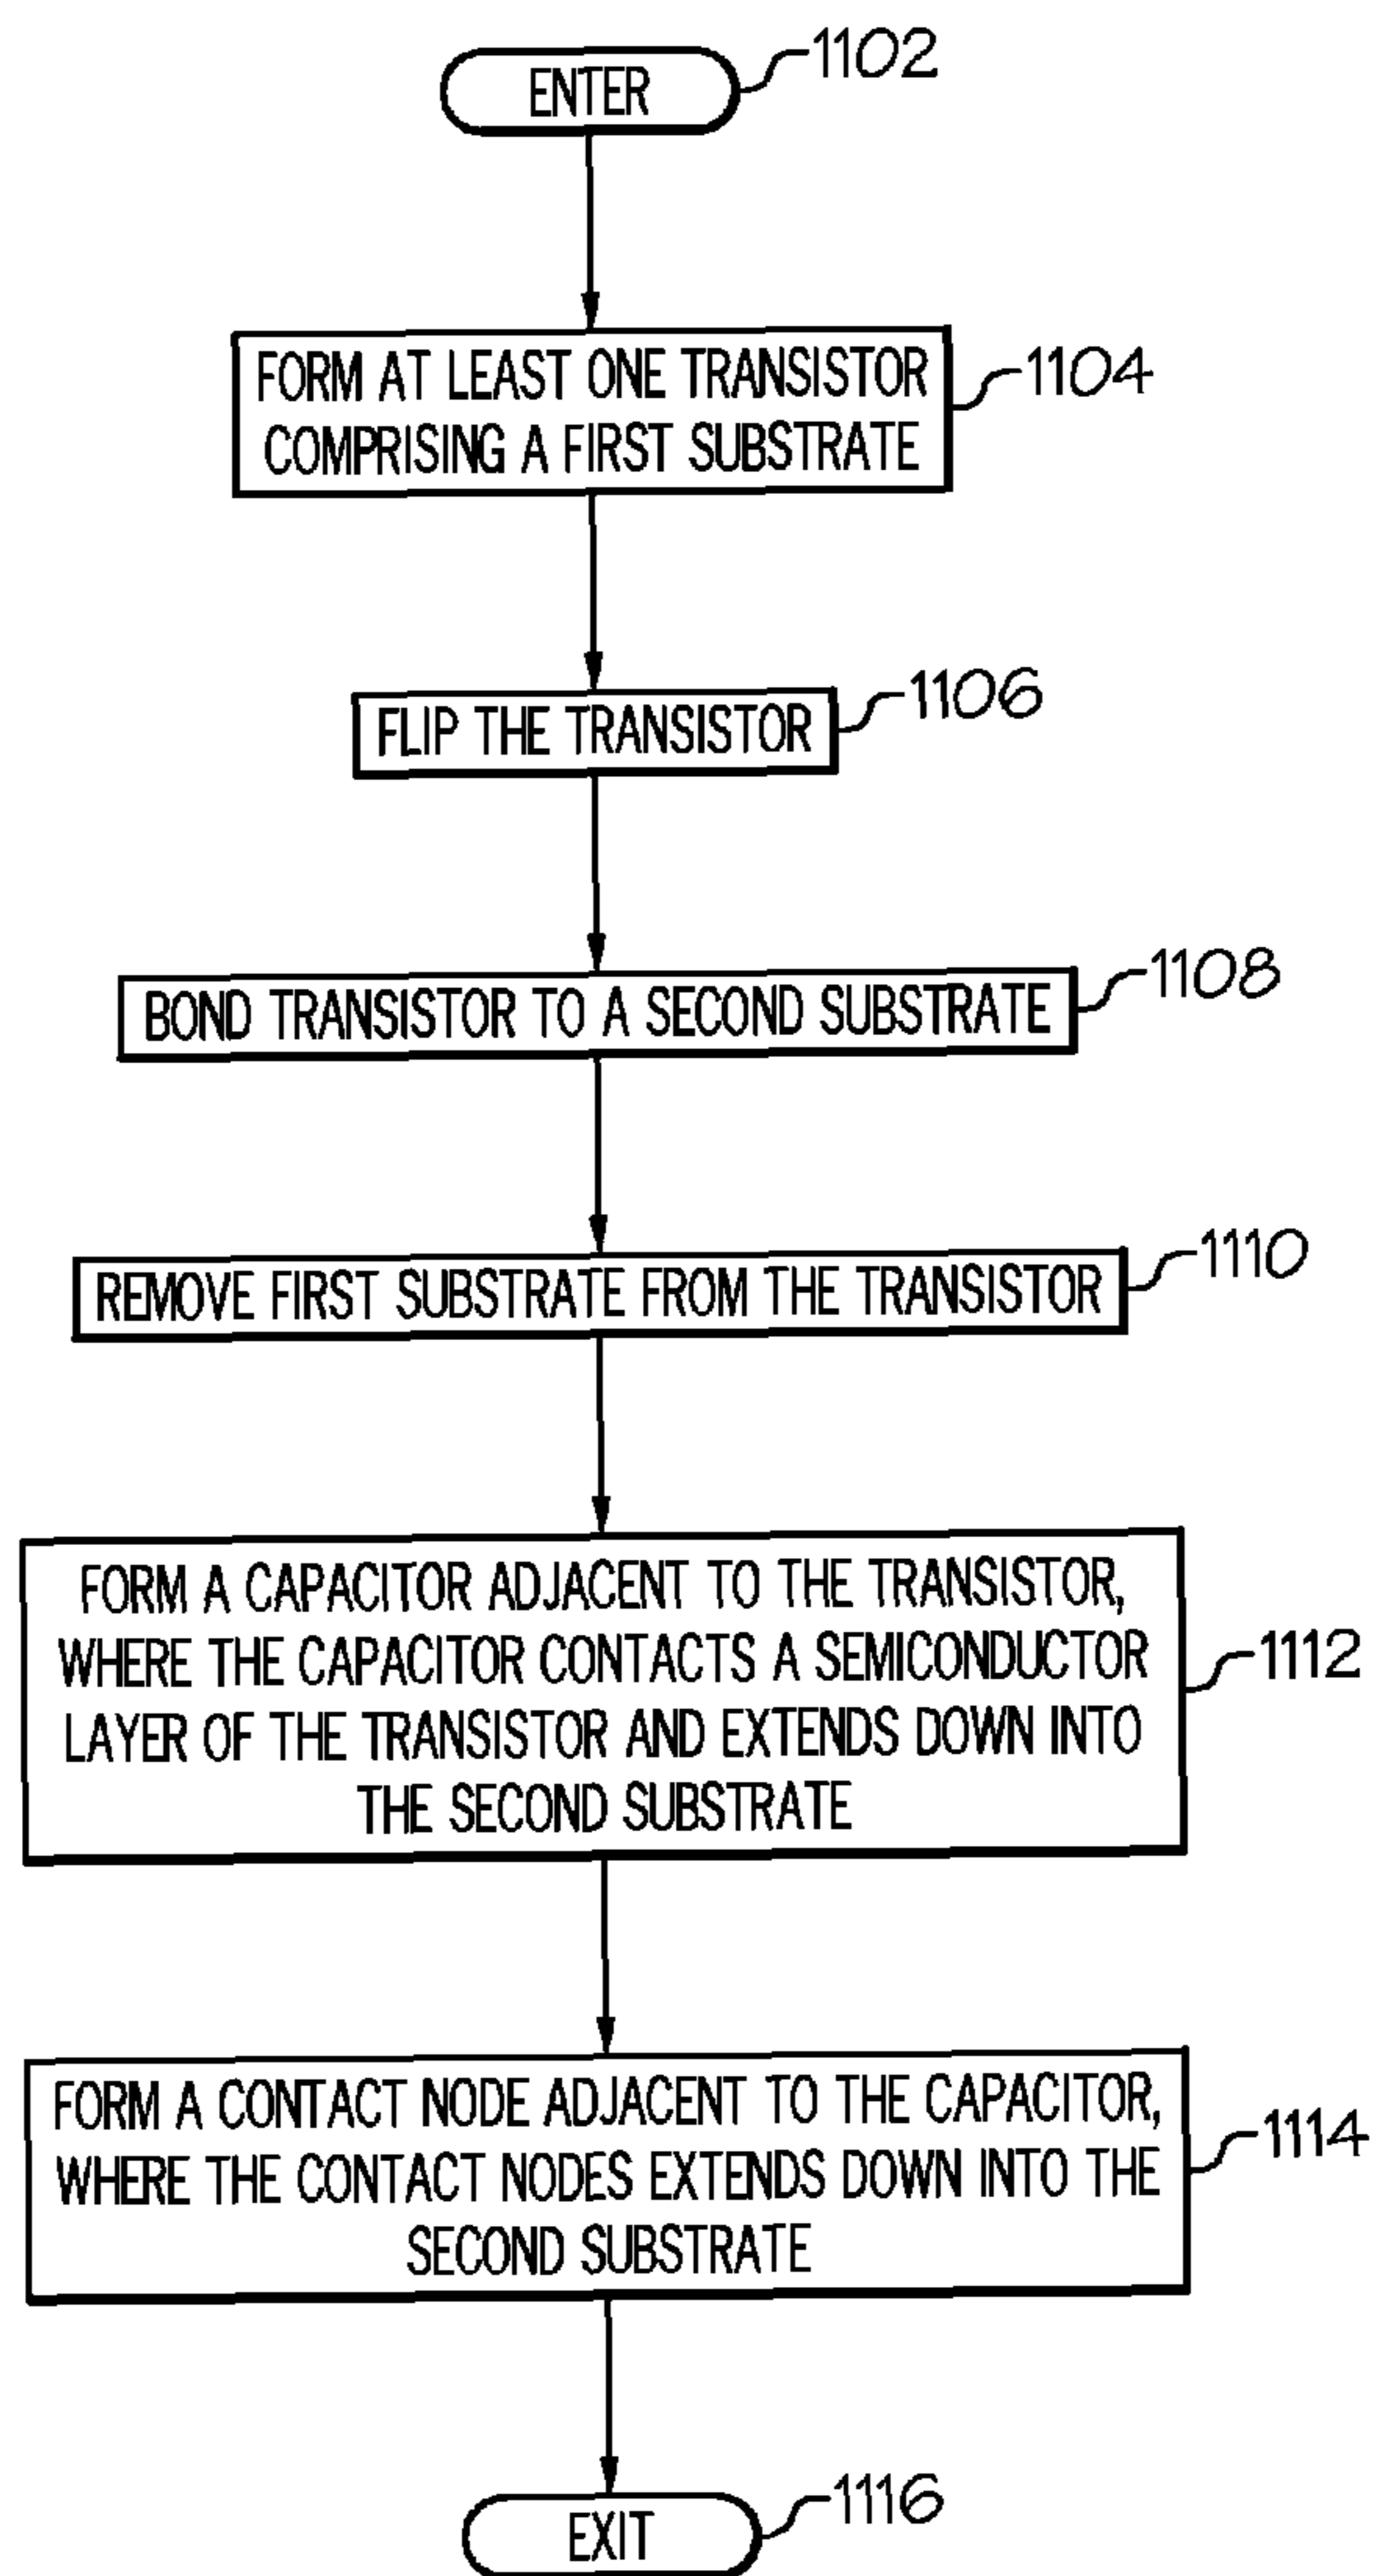 ENTER
1102
FORM AT LEAST ONE TRANSISTOR
COMPRISING A FIRST SUBSTRATE
1104
FLIP THE TRANSISTOR
1106
BOND TRANSISTOR TO A SECOND SUBSTRATE
1108
REMOVE FIRST SUBSTRATE FROM THE TRANSISTOR
1110
FORM A CAPACITOR ADJACENT TO THE TRANSISTOR,
WHERE THE CAPACITOR CONTACTS A SEMICONDUCTOR
LAYER OF THE TRANSISTOR AND EXTENDS DOWN INTO
THE SECOND SUBSTRATE
1112
FORM A CONTACT NODE ADJACENT TO THE CAPACITOR,
WHERE THE CONTACT NODES EXTENDS DOWN INTO THE
SECOND SUBSTRATE
1114
EXIT
1116